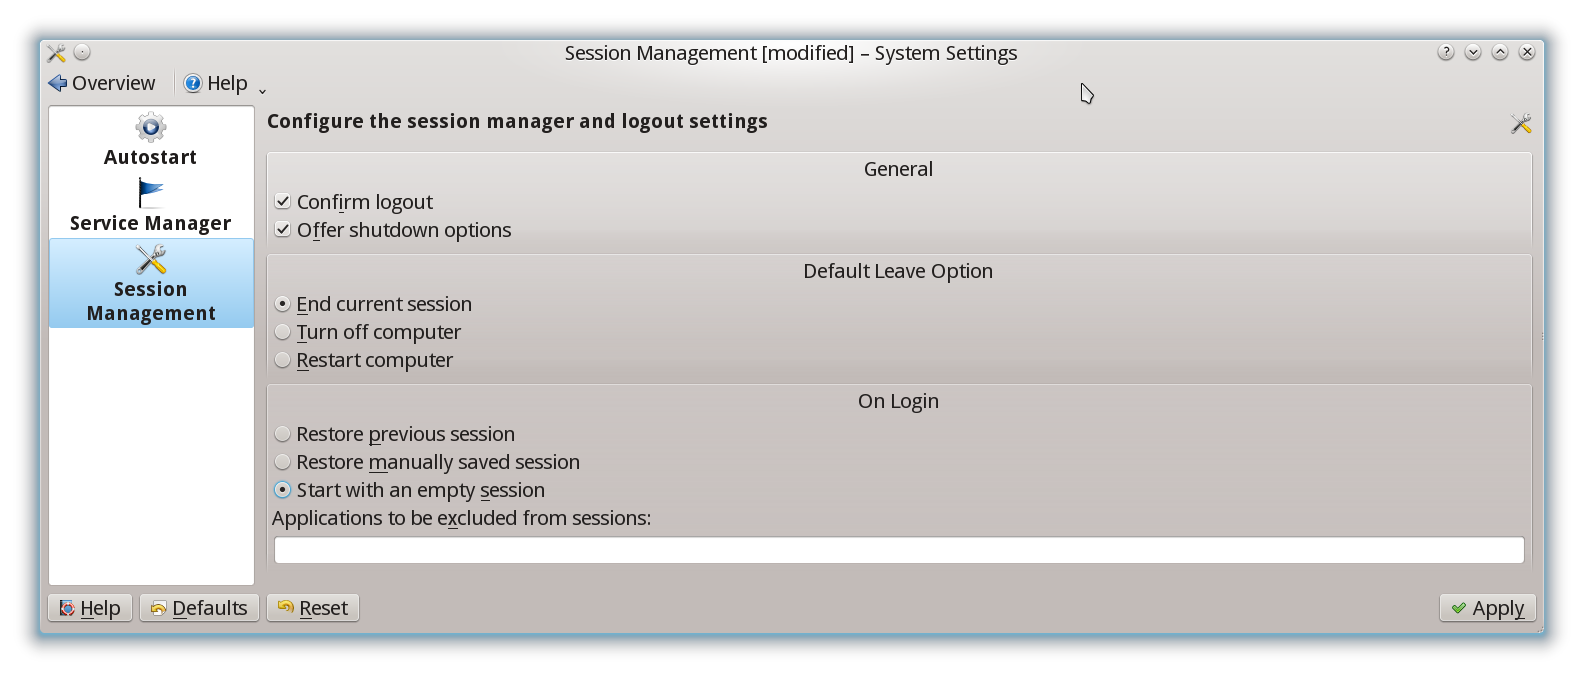 Session Management [modified] – System Settings
Overview
Help
Autostart
Service Manager
Session
Management
Configure the session manager and logout settings
General
Confirm logout
Offer shutdown options
Default Leave Option
End current session
Turn off computer
Restart computer
On Login
Restore previous session
Restore manually saved session
Start with an empty session
Applications to be excluded from sessions:
Help
Defaults
Reset
Apply